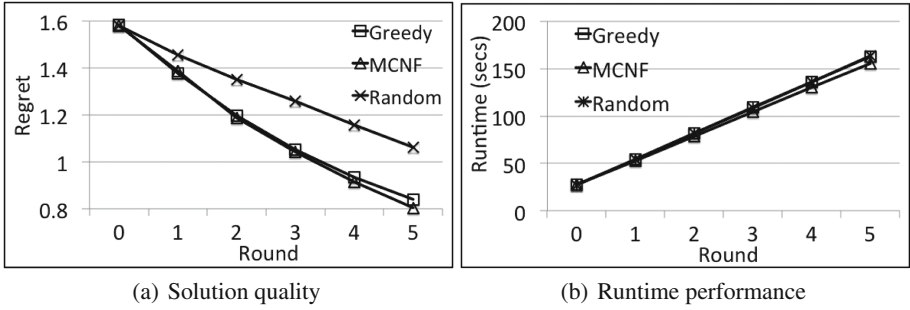 1.6
1.4
1.2
1
0.8
Regret
0 1 2 3 4 5
Round
Greedy
MCNF
Random
(a) Solution quality
200
150
100
50
0
Runtime (secs)
0 1 2 3 4 5
Round
Greedy
MCNF
Random
(b) Runtime performance